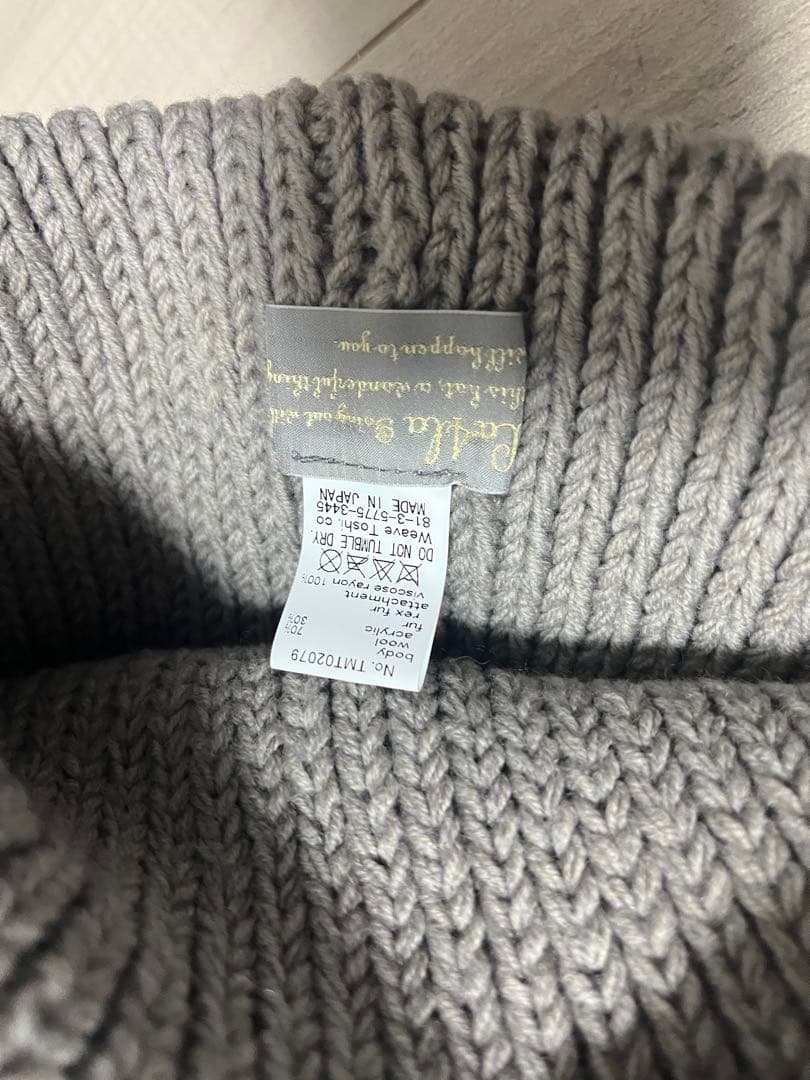 Going out with
this hat, a wonderful thing
will happen to you.
No. TMT02079
body
wool 70%
acrylic 30%
fur
rex fur
attachment
viscose rayon 100%
DO NOT TUMBLE DRY.
Weave Toshi. co
81-3-5775-3445
MADE IN JAPAN